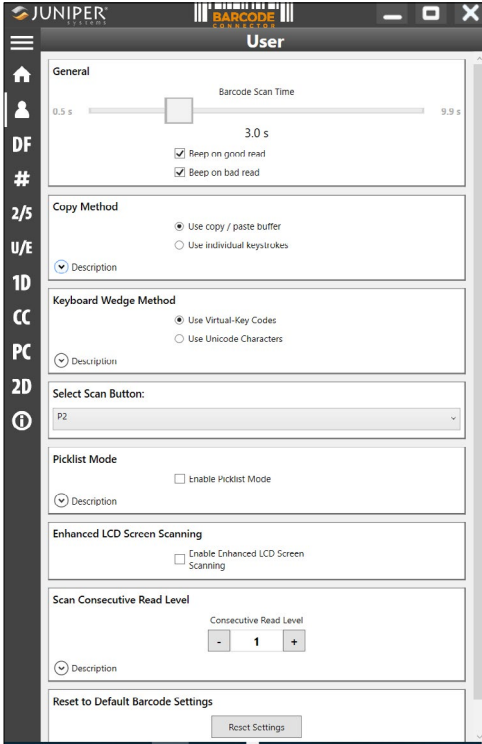 JUNIPER
systems
BARCODE
CONNECTOR
User
General
Barcode Scan Time
0.5 s
9.9 s
3.0 s
Beep on good read
Beep on bad read
DF
#
2/5
U/E
1D
CC
PC
2D
Copy Method
Use copy / paste buffer
Use individual keystrokes
Description
Keyboard Wedge Method
Use Virtual-Key Codes
Use Unicode Characters
Description
Select Scan Button:
P2
Picklist Mode
Enable Picklist Mode
Description
Enhanced LCD Screen Scanning
Enable Enhanced LCD Screen
Scanning
Scan Consecutive Read Level
Consecutive Read Level
- 1 +
Description
Reset to Default Barcode Settings
Reset Settings